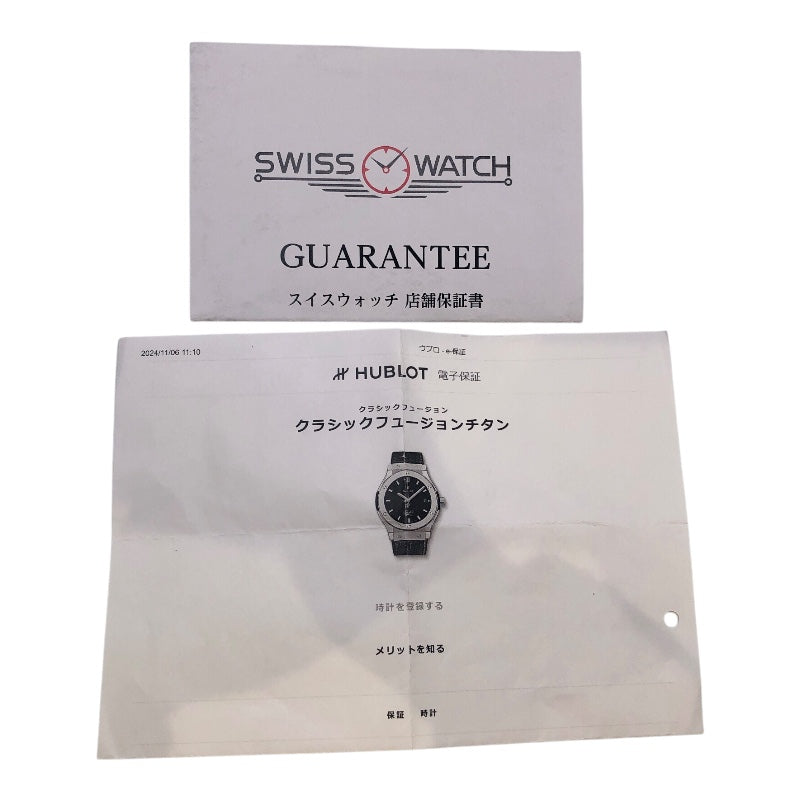 SWISS WATCH
GUARANTEE
スイスウォッチ 店舗保証書
2024/11/06 11:10
ウブロ - e-保証
HUBLOT 電子保証
クラシックフュージョン
クラシックフュージョンチタン
時計を登録する
メリットを知る
保証 時計